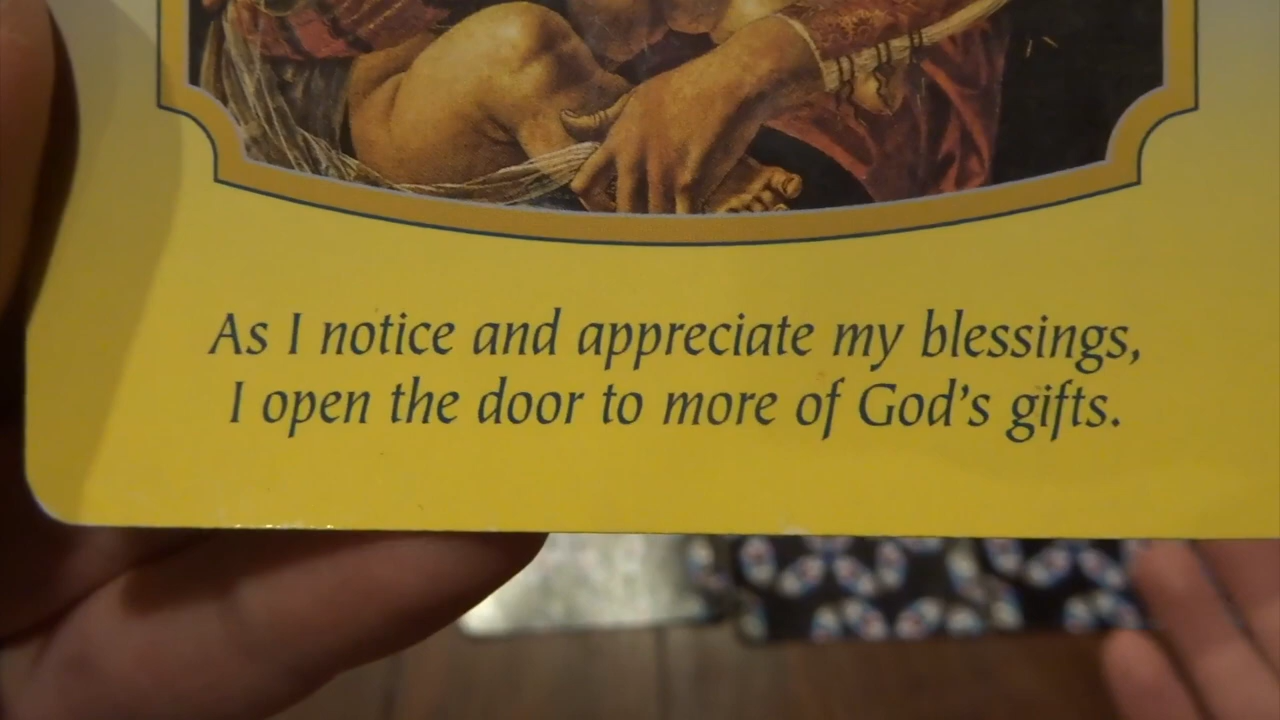 As I notice and appreciate my blessings,
I open the door to more of God's gifts.